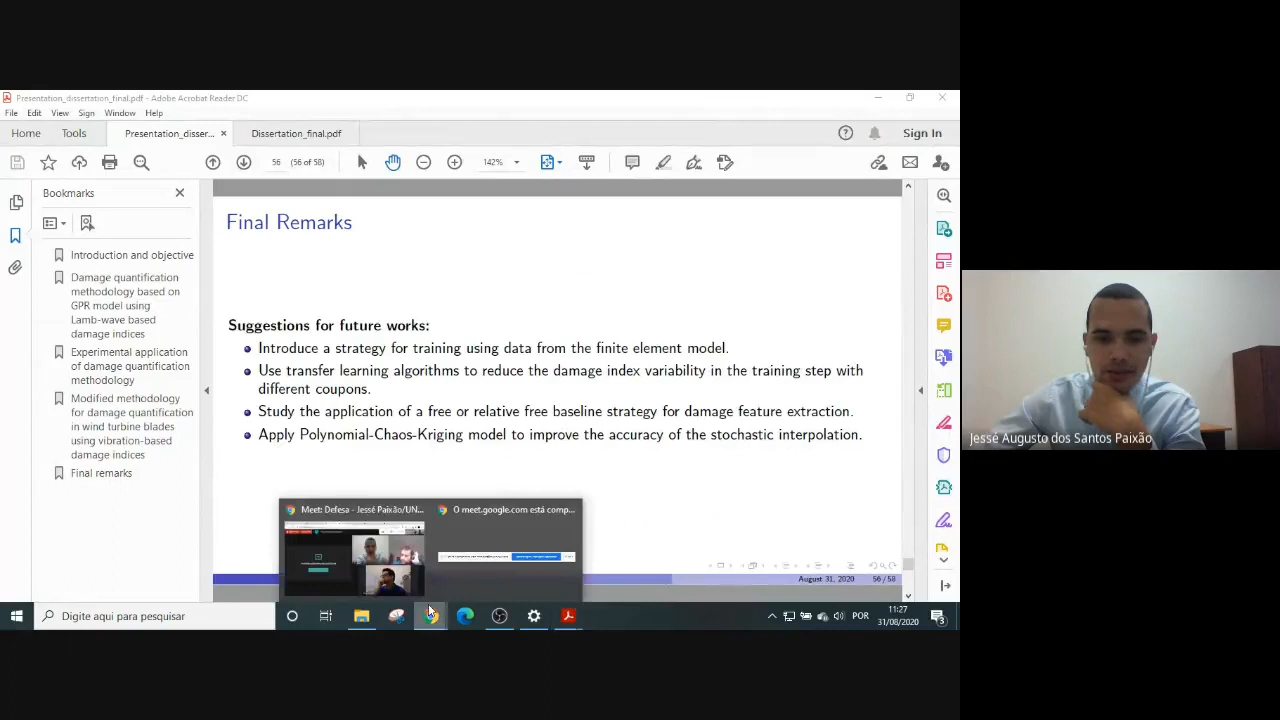 Presentation_dissertation_final.pdf - Adobe Acrobat Reader DC
File Edit View Sign Window Help
Home Tools Presentation_disser... × Dissertation_final.pdf Sign In
56 (56 of 58) 142%
Bookmarks
Introduction and objective
Damage quantification
methodology based on
GPR model using
Lamb-wave based
damage indices
Experimental application
of damage quantification
methodology
Modified methodology
for damage quantification
in wind turbine blades
using vibration-based
damage indices
Final remarks
Final Remarks
Suggestions for future works:
Introduce a strategy for training using data from the finite element model.
Use transfer learning algorithms to reduce the damage index variability in the training step with
different coupons.
Study the application of a free or relative free baseline strategy for damage feature extraction.
Apply Polynomial-Chaos-Kriging model to improve the accuracy of the stochastic interpolation.
Meet: Defesa - Jessé Paixão/UN... O meet.google.com está comp...
August 31, 2020 56 / 58
Digite aqui para pesquisar
POR
11:27
31/08/2020
3
Jessé Augusto dos Santos Paixão